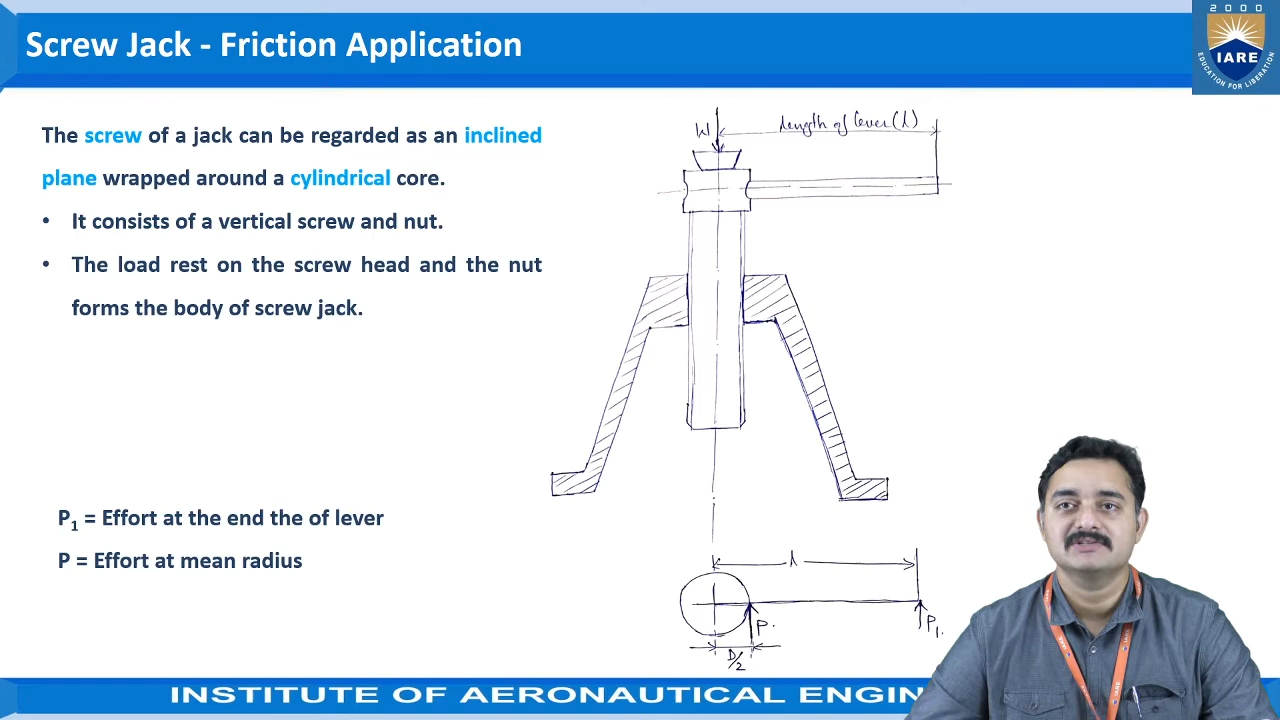 Screw Jack - Friction Application
2000
IARE
EDUCATION FOR LIBERATION
The screw of a jack can be regarded as an inclined
plane wrapped around a cylindrical core.
• It consists of a vertical screw and nut.
• The load rest on the screw head and the nut
forms the body of screw jack.
W
length of lever (l)
P₁ = Effort at the end the of lever
P = Effort at mean radius
l
P.
P₁.
D/2
INSTITUTE OF AERONAUTICAL ENGIN